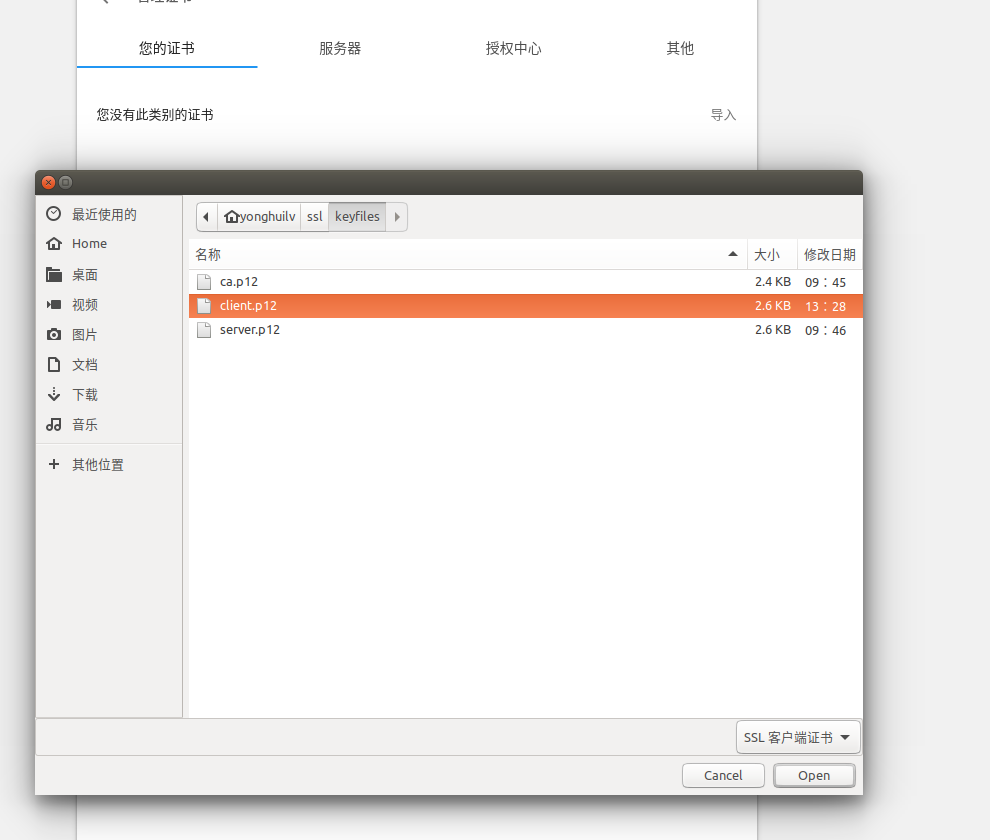 您的证书 服务器 授权中心 其他
您没有此类别的证书 导入
最近使用的
Home
桌面
视频
图片
文档
下载
音乐
其他位置
yonghuilv ssl keyfiles
名称 大小 修改日期
ca.p12 2.4 KB 09：45
client.p12 2.6 KB 13：28
server.p12 2.6 KB 09：46
SSL 客户端证书
Cancel Open